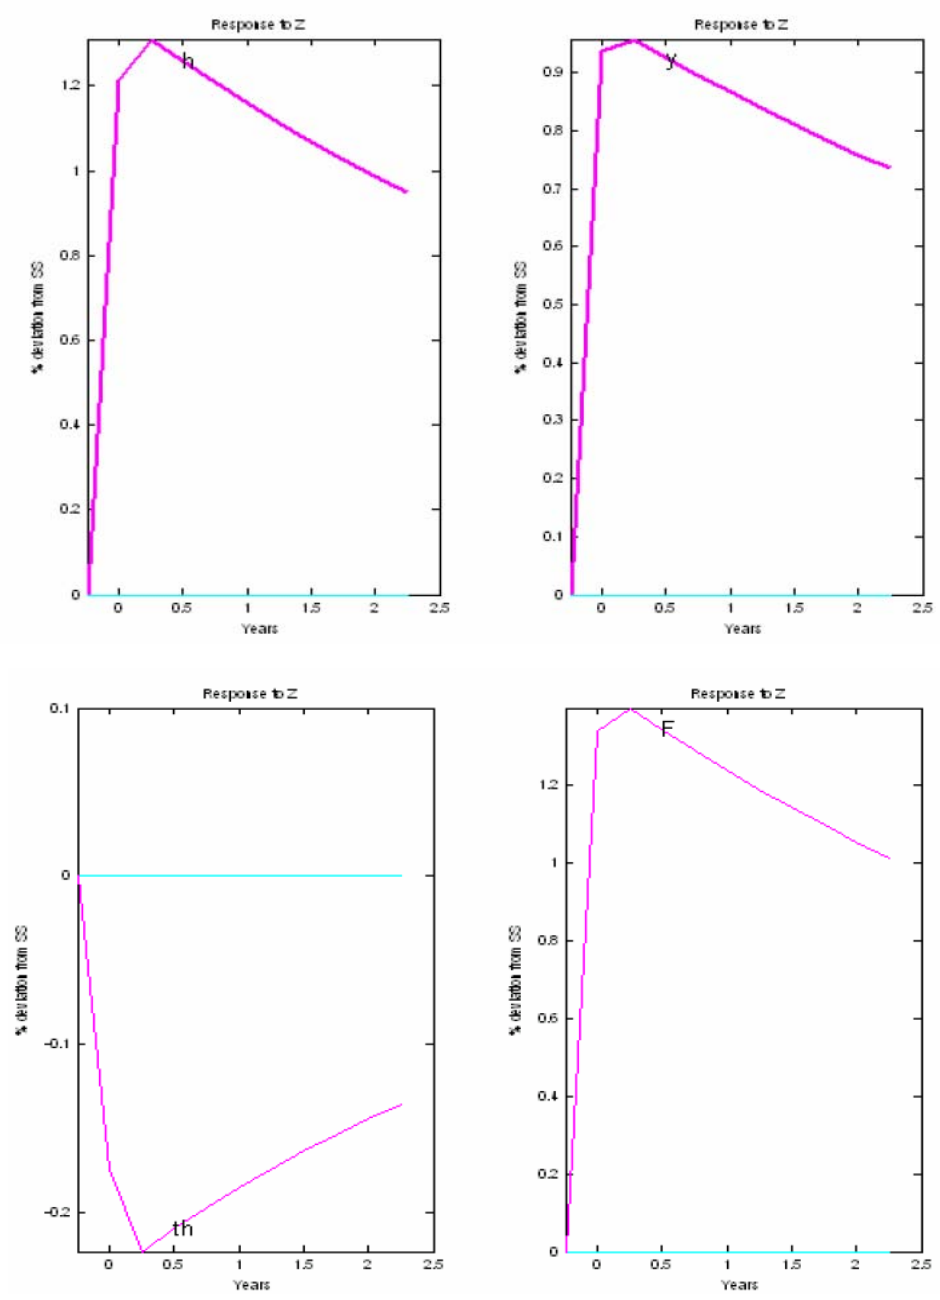 Response to Z
h
1.2
1
0.8
0.6
0.4
0.2
0
% deviation from SS
0 0.5 1 1.5 2 2.5
Years
Response to Z
y
0.9
0.8
0.7
0.6
0.5
0.4
0.3
0.2
0.1
0
% deviation from SS
0 0.5 1 1.5 2 2.5
Years
Response to Z
0.1
0
-0.1
-0.2
th
% deviation from SS
0 0.5 1 1.5 2 2.5
Years
Response to Z
F
1.2
1
0.8
0.6
0.4
0.2
0
% deviation from SS
0 0.5 1 1.5 2 2.5
Years